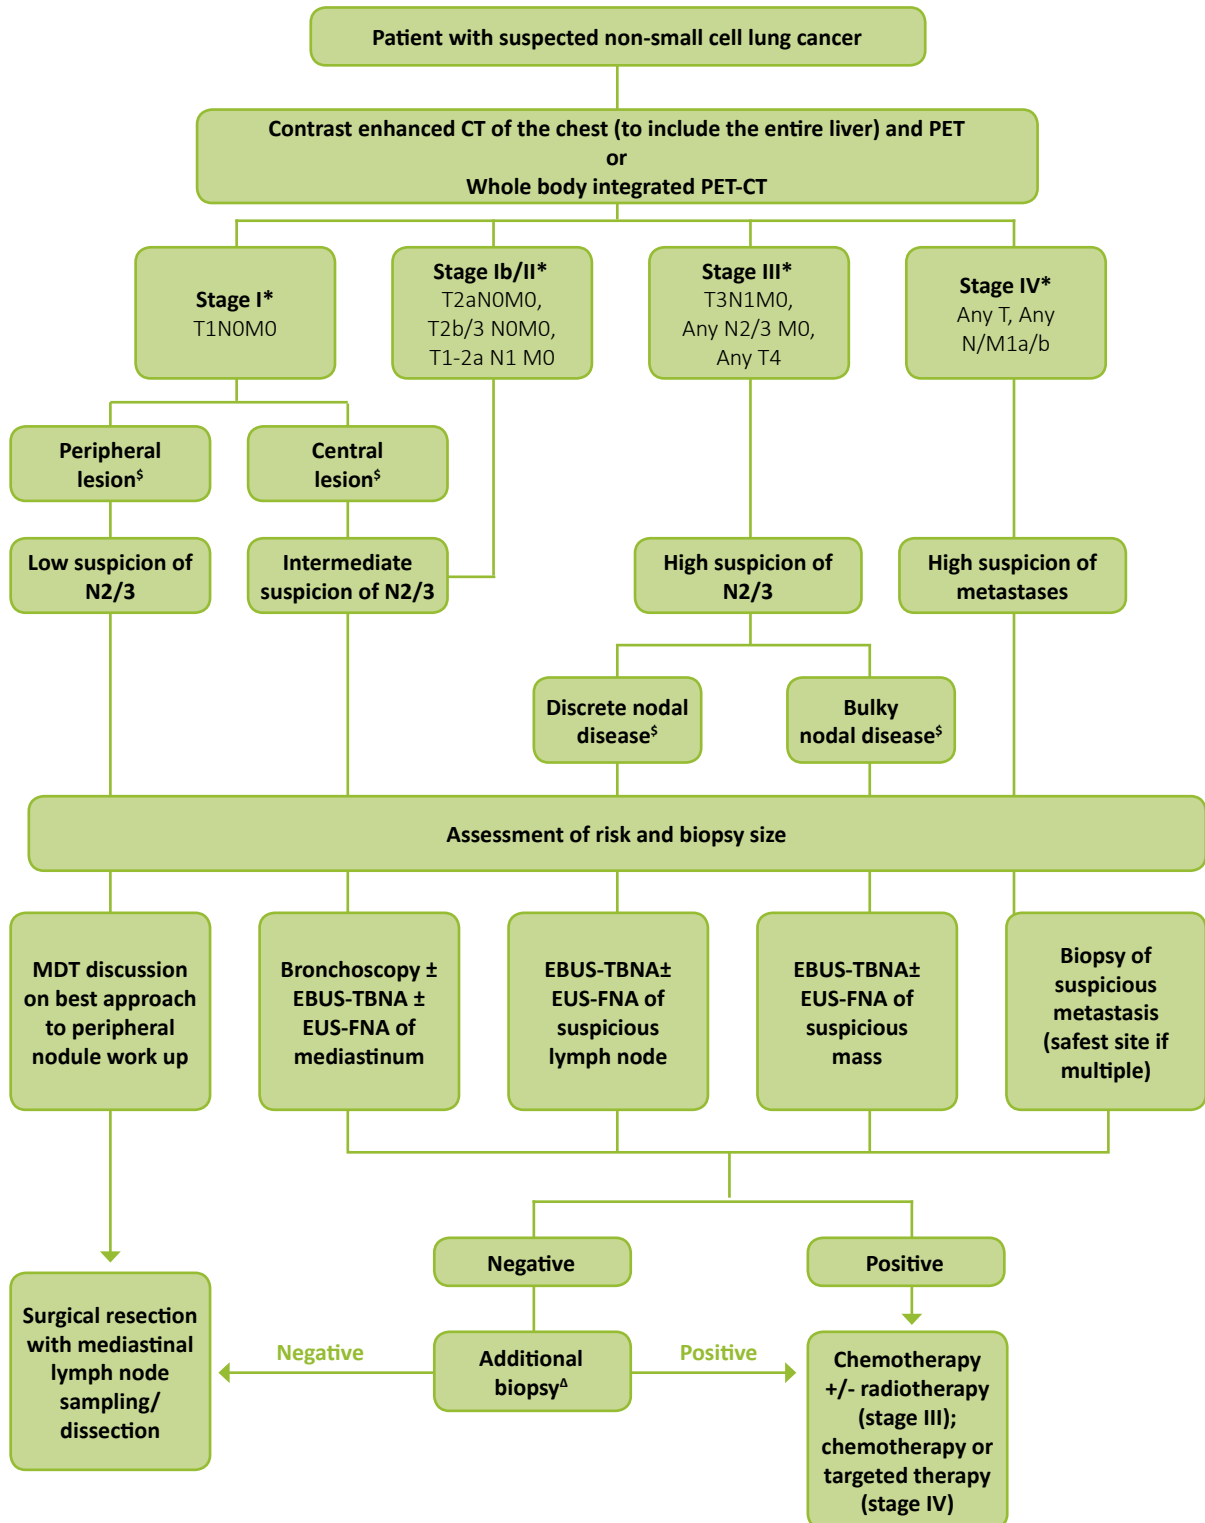 Patient with suspected non-small cell lung cancer
Contrast enhanced CT of the chest (to include the entire liver) and PET
or
Whole body integrated PET-CT
Stage I*
T1N0M0
Stage Ib/II*
T2aN0M0,
T2b/3 N0M0,
T1-2a N1 M0
Stage III*
T3N1M0,
Any N2/3 M0,
Any T4
Stage IV*
Any T, Any
N/M1a/b
Peripheral
lesion$
Central
lesion$
Low suspicion of
N2/3
Intermediate
suspicion of N2/3
High suspicion of
N2/3
High suspicion of
metastases
Discrete nodal
disease$
Bulky
nodal disease$
Assessment of risk and biopsy size
MDT discussion
on best approach
to peripheral
nodule work up
Bronchoscopy ±
EBUS-TBNA ±
EUS-FNA of
mediastinum
EBUS-TBNA±
EUS-FNA of
suspicious
lymph node
EBUS-TBNA±
EUS-FNA of
suspicious
mass
Biopsy of
suspicious
metastasis
(safest site if
multiple)
Negative
Positive
Surgical resection
with mediastinal
lymph node
sampling/
dissection
Negative
Additional
biopsyΔ
Positive
Chemotherapy
+/- radiotherapy
(stage III);
chemotherapy or
targeted therapy
(stage IV)